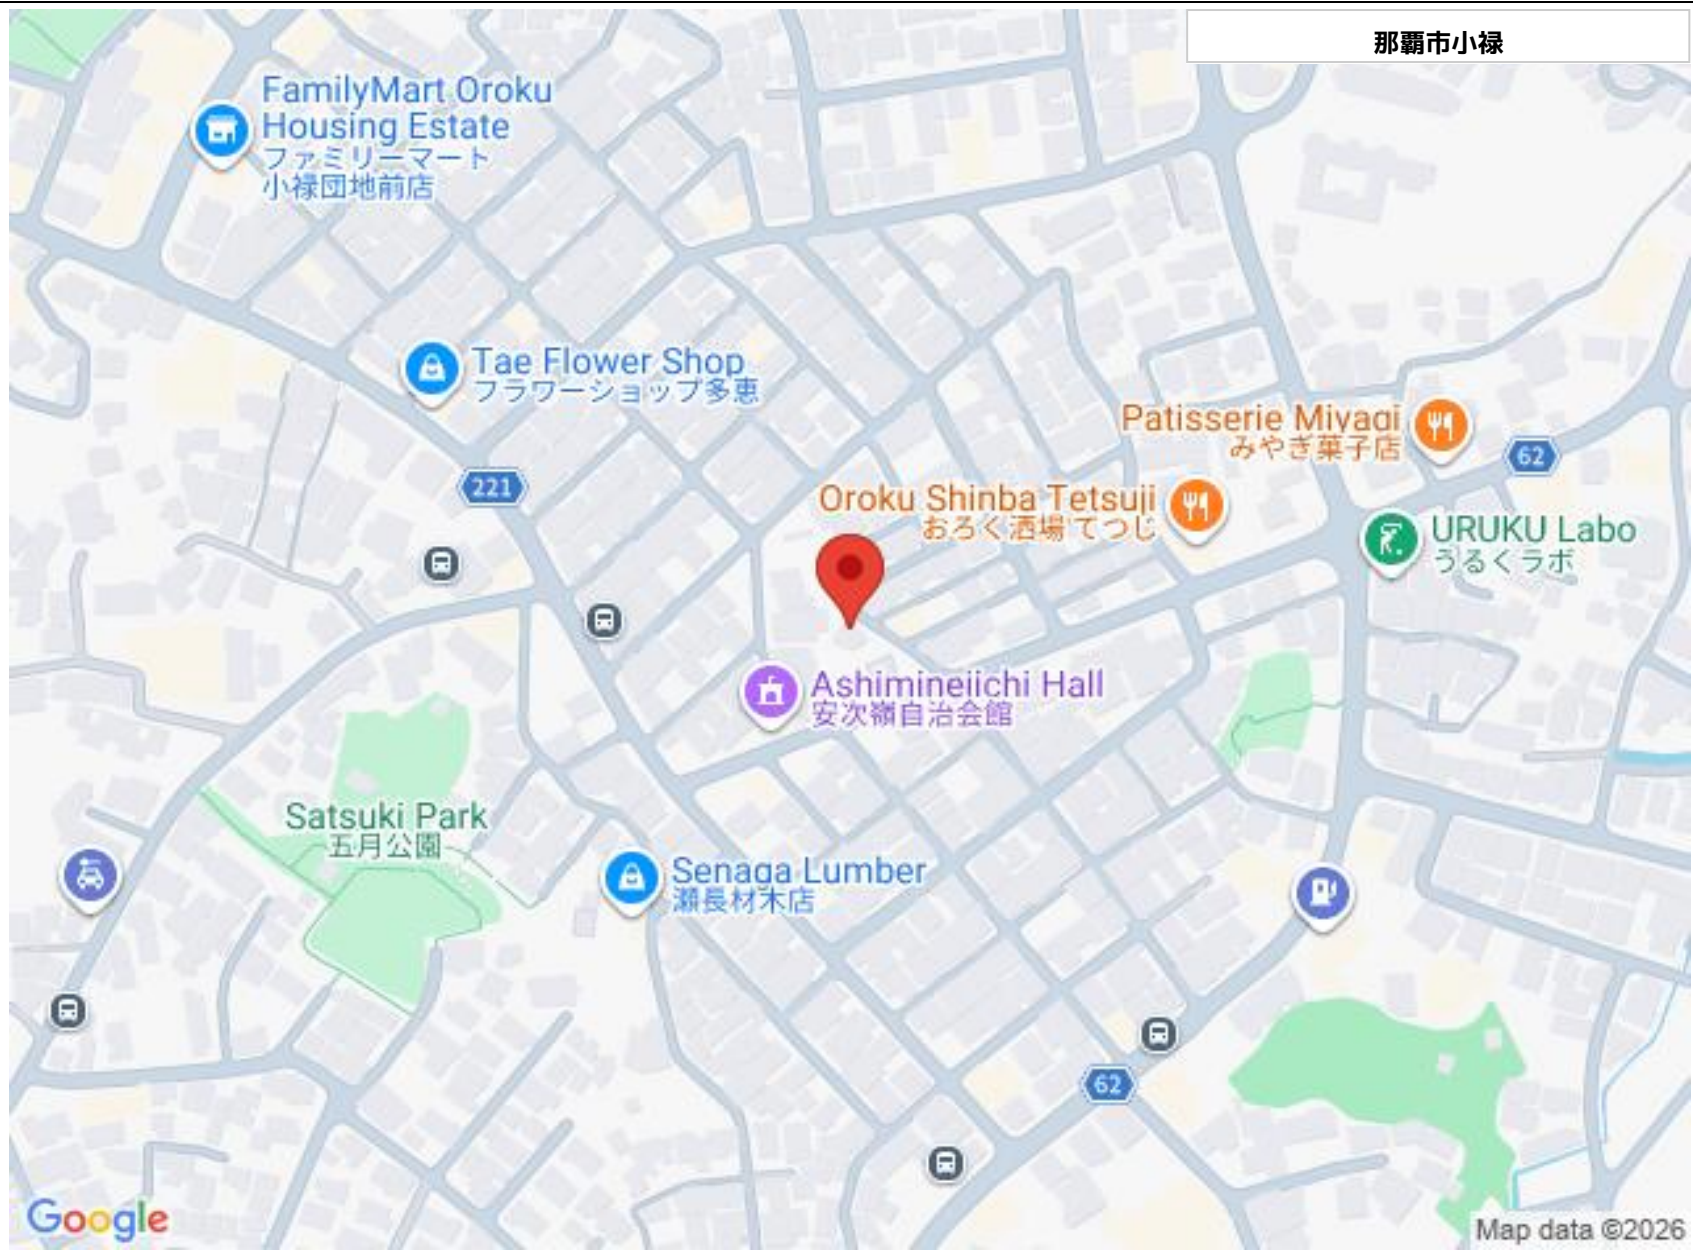 那覇市小禄
FamilyMart Oroku
Housing Estate
ファミリーマート
小禄団地前店
Tae Flower Shop
フラワーショップ多恵
Patisserie Miyagi
みやぎ菓子店
62
221
Oroku Shinba Tetsuji
おろく酒場 てつじ
URUKU Labo
うるくラボ
Ashimineiichi Hall
安次嶺自治会館
Satsuki Park
五月公園
Senaga Lumber
瀬長材木店
62
Google
Map data ©2026